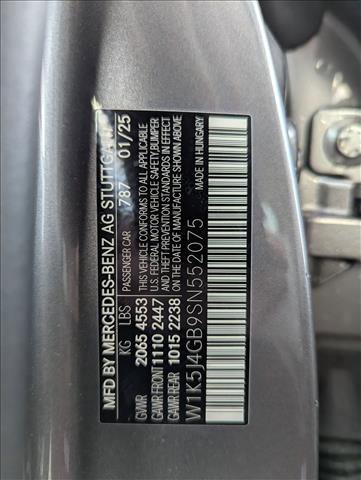 MFD BY MERCEDES-BENZ AG STUTTGART
PASSENGER CAR 787 01/25
KG LBS
GVWR 2065 4553
GAWR FRONT 1110 2447
GAWR REAR 1015 2238
THIS VEHICLE CONFORMS TO ALL APPLICABLE
U.S. FEDERAL MOTOR VEHICLE SAFETY, BUMPER
AND THEFT PREVENTION STANDARDS IN EFFECT
ON THE DATE OF MANUFACTURE SHOWN ABOVE
W1K5J4GB9SN552075
MADE IN HUNGARY